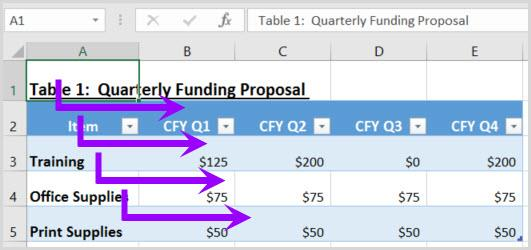 A1 fx Table 1: Quarterly Funding Proposal
A B C D E
1 Table 1: Quarterly Funding Proposal
2 Item CFY Q1 CFY Q2 CFY Q3 CFY Q4
3 Training $125 $200 $0 $200
4 Office Supplies $75 $75 $75 $75
5 Print Supplies $50 $50 $50 $50